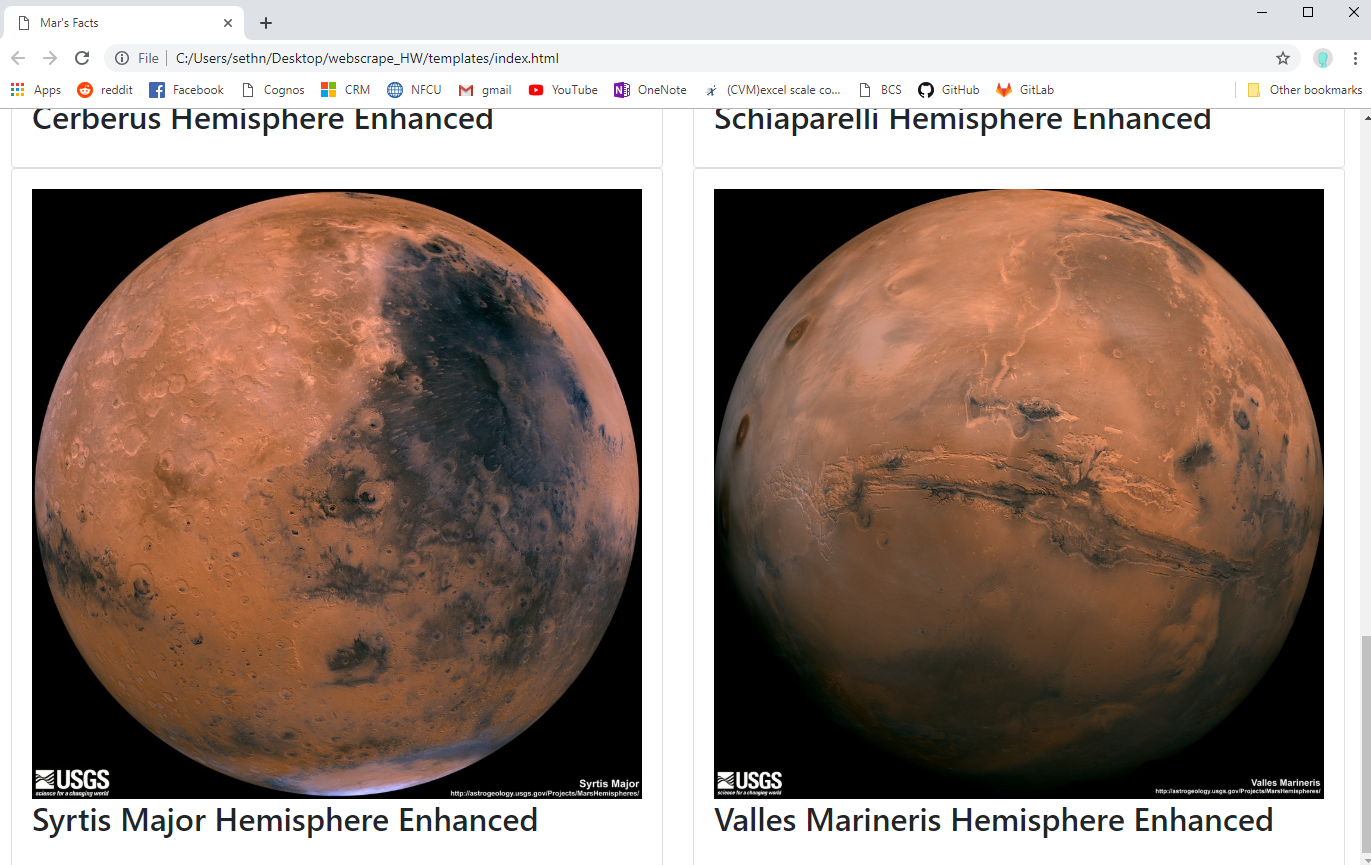 Mar's Facts
File C:/Users/sethn/Desktop/webscrape_HW/templates/index.html
Apps reddit Facebook Cognos CRM NFCU gmail YouTube OneNote (CVM)excel scale co... BCS GitHub GitLab Other bookmarks
Cerberus Hemisphere Enhanced
Schiaparelli Hemisphere Enhanced
USGS
science for a changing world
Syrtis Major
http://astrogeology.usgs.gov/Projects/MarsHemispheres/
Syrtis Major Hemisphere Enhanced
USGS
science for a changing world
Valles Marineris
http://astrogeology.usgs.gov/Projects/MarsHemispheres/
Valles Marineris Hemisphere Enhanced